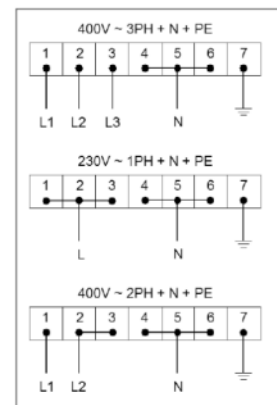 400V ~ 3PH + N + PE
1 2 3 4 5 6 7
L1 L2 L3 N
230V ~ 1PH + N + PE
1 2 3 4 5 6 7
L N
400V ~ 2PH + N + PE
1 2 3 4 5 6 7
L1 L2 N